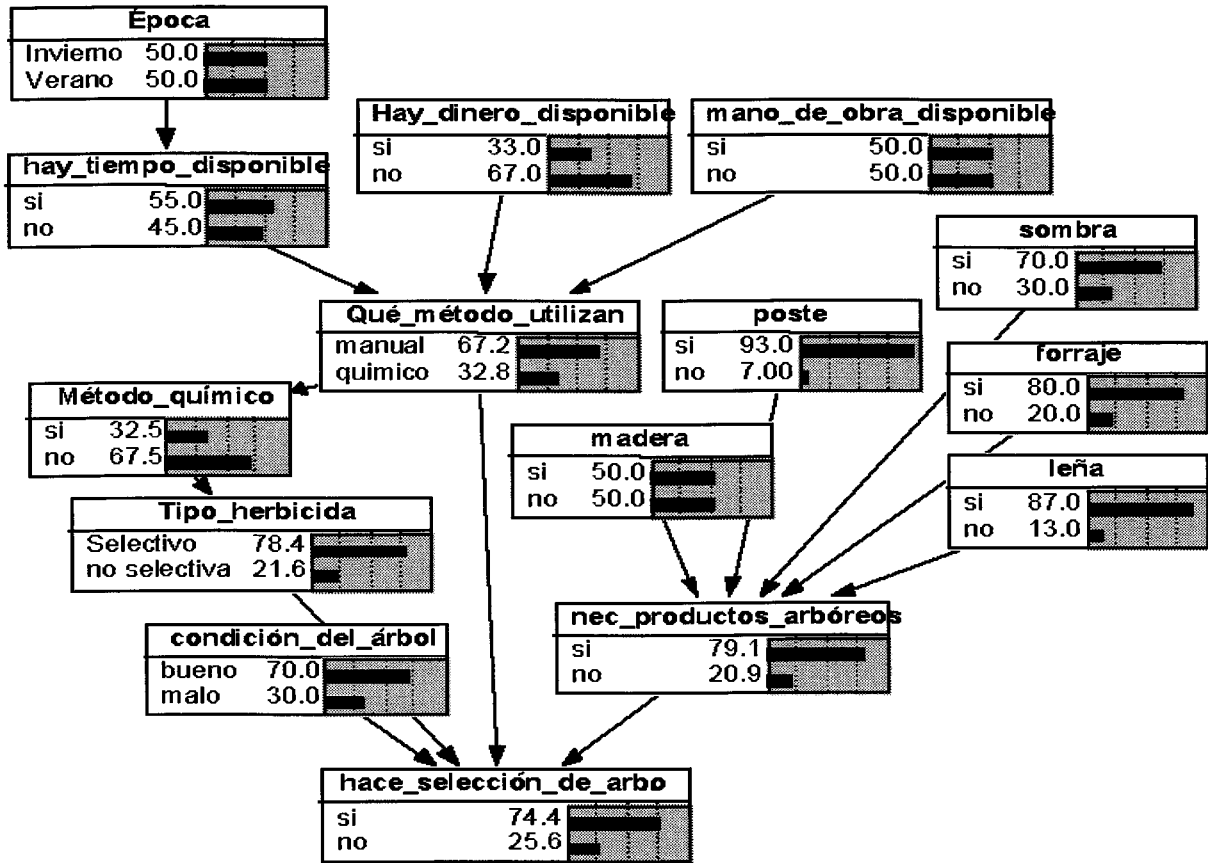 Época
Invierno 50.0
Verano 50.0
Hay_dinero_disponible
si 33.0
no 67.0
mano_de_obra_disponible
si 50.0
no 50.0
hay_tiempo_disponible
si 55.0
no 45.0
sombra
si 70.0
no 30.0
Qué_método_utilizan
manual 67.2
quimico 32.8
poste
si 93.0
no 7.00
forraje
si 80.0
no 20.0
Método_químico
si 32.5
no 67.5
madera
si 50.0
no 50.0
leña
si 87.0
no 13.0
Tipo_herbicida
Selectivo 78.4
no selectiva 21.6
nec_productos_arbóreos
si 79.1
no 20.9
condición_del_árbol
bueno 70.0
malo 30.0
hace_selección_de_arbo
si 74.4
no 25.6